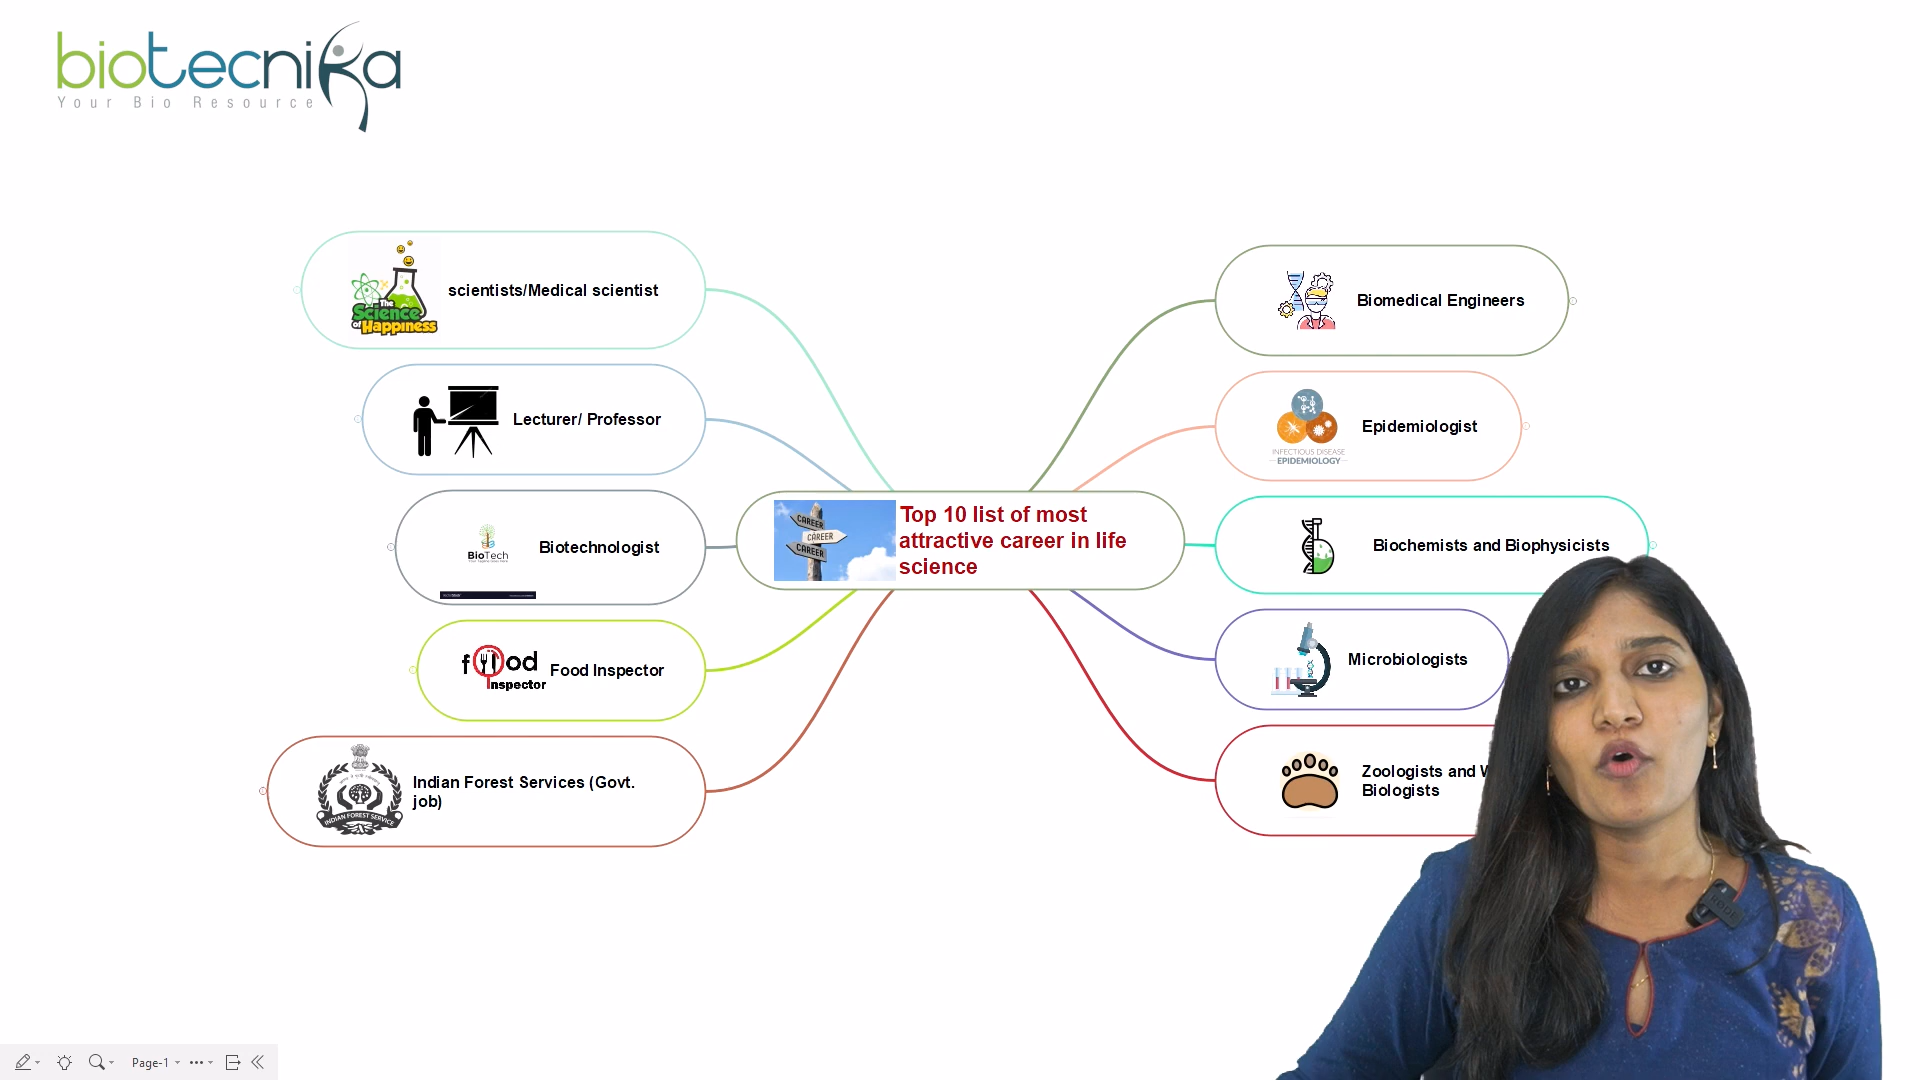 biotecnika
Your Bio Resource
The
Science
of Happiness
scientists/Medical scientist
Lecturer/ Professor
BioTech
Biotechnologist
food
Inspector
Food Inspector
INDIAN FOREST SERVICE
Indian Forest Services (Govt.
job)
CAREER
CAREER
CAREER
Top 10 list of most
attractive career in life
science
Biomedical Engineers
INFECTIOUS DISEASE
EPIDEMIOLOGY
Epidemiologist
Biochemists and Biophysicists
Microbiologists
Zoologists and
Biologists
RODE
Page-1